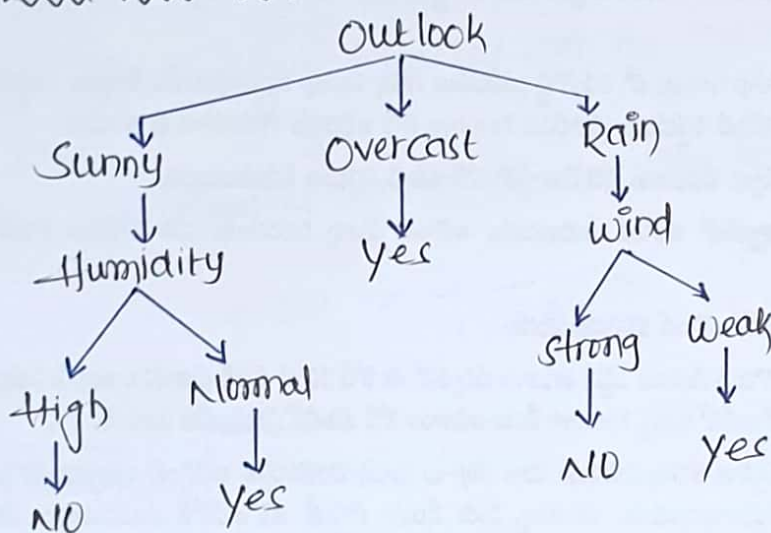 Outlook
Sunny Overcast Rain
Humidity Yes Wind
High Normal Strong Weak
NO Yes NO Yes